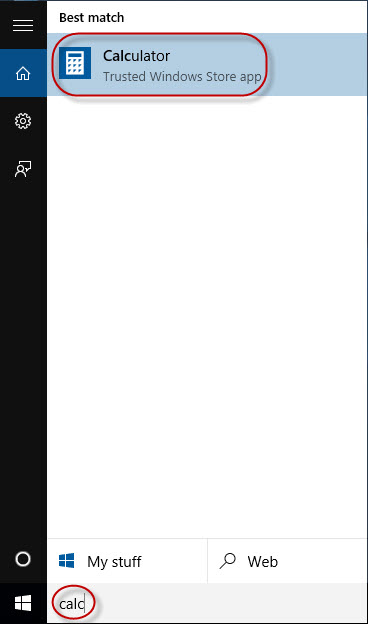 Best match
Calculator
Trusted Windows Store app
My stuff
Web
calc